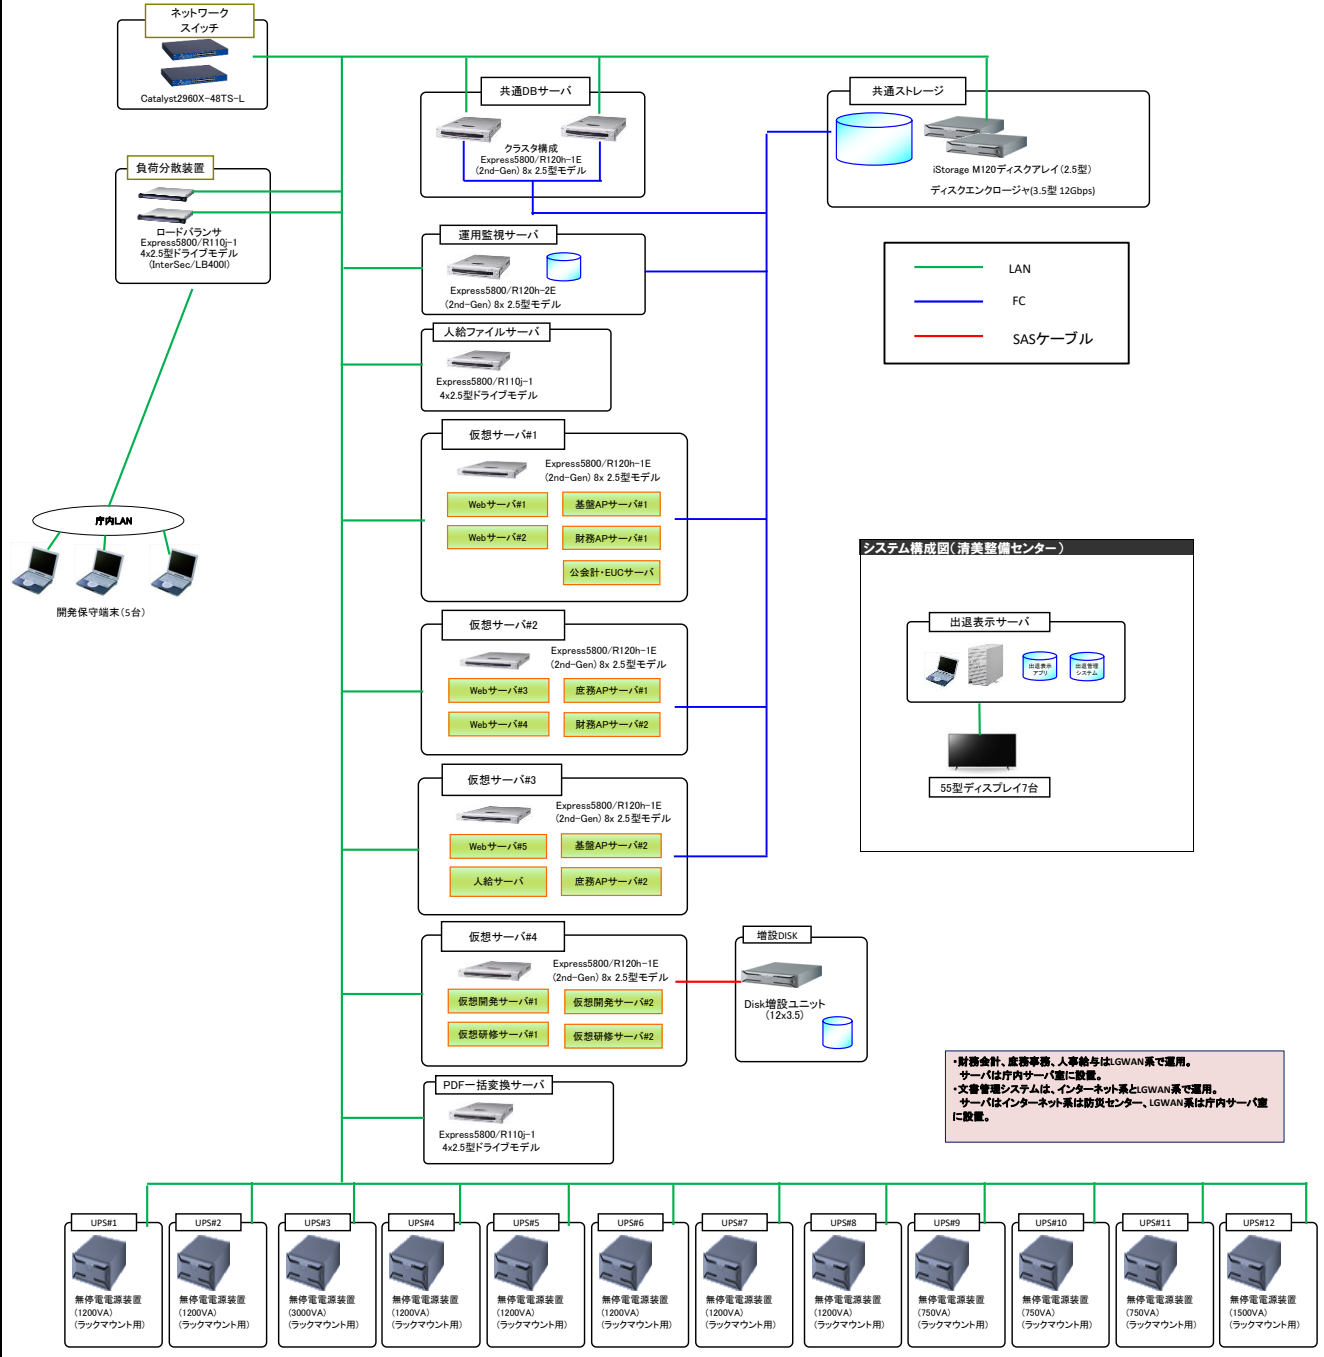 ネットワーク
スイッチ
Catalyst2960X-48TS-L
負荷分散装置
ロードバランサ
Express5800/R110j-1
4x2.5型ドライブモデル
(InterSec/LB400l)
庁内LAN
開発保守端末(5台)
共通DBサーバ
クラスタ構成
Express5800/R120h-1E
(2nd-Gen) 8x 2.5型モデル
共通ストレージ
iStorage M120ディスクアレイ(2.5型)
ディスクエンクロージャ(3.5型 12Gbps)
運用監視サーバ
Express5800/R120h-2E
(2nd-Gen) 8x 2.5型モデル
LAN
FC
SASケーブル
人給ファイルサーバ
Express5800/R110j-1
4x2.5型ドライブモデル
仮想サーバ#1
Express5800/R120h-1E
(2nd-Gen) 8x 2.5型モデル
Webサーバ#1
基盤APサーバ#1
Webサーバ#2
財務APサーバ#1
公会計・EUCサーバ
仮想サーバ#2
Express5800/R120h-1E
(2nd-Gen) 8x 2.5型モデル
Webサーバ#3
庶務APサーバ#1
Webサーバ#4
財務APサーバ#2
仮想サーバ#3
Express5800/R120h-1E
(2nd-Gen) 8x 2.5型モデル
Webサーバ#5
基盤APサーバ#2
人給サーバ
庶務APサーバ#2
仮想サーバ#4
Express5800/R120h-1E
(2nd-Gen) 8x 2.5型モデル
仮想開発サーバ#1
仮想開発サーバ#2
仮想研修サーバ#1
仮想研修サーバ#2
増設DISK
Disk増設ユニット
(12x3.5)
PDF一括変換サーバ
Express5800/R110j-1
4x2.5型ドライブモデル
システム構成図(清美整備センター)
出退表示サーバ
出退表示
アプリ
出退管理
システム
55型ディスプレイ7台
・財務会計、庶務事務、人事給与はLGWAN系で運用。
サーバは庁内サーバ室に設置。
・文書管理システムは、インターネット系とLGWAN系で運用。
サーバはインターネット系は防災センター、LGWAN系は庁内サーバ室
に設置。
UPS#1
無停電電源装置
(1200VA)
(ラックマウント用)
UPS#2
無停電電源装置
(1200VA)
(ラックマウント用)
UPS#3
無停電電源装置
(3000VA)
(ラックマウント用)
UPS#4
無停電電源装置
(1200VA)
(ラックマウント用)
UPS#5
無停電電源装置
(1200VA)
(ラックマウント用)
UPS#6
無停電電源装置
(1200VA)
(ラックマウント用)
UPS#7
無停電電源装置
(1200VA)
(ラックマウント用)
UPS#8
無停電電源装置
(1200VA)
(ラックマウント用)
UPS#9
無停電電源装置
(750VA)
(ラックマウント用)
UPS#10
無停電電源装置
(750VA)
(ラックマウント用)
UPS#11
無停電電源装置
(750VA)
(ラックマウント用)
UPS#12
無停電電源装置
(1500VA)
(ラックマウント用)